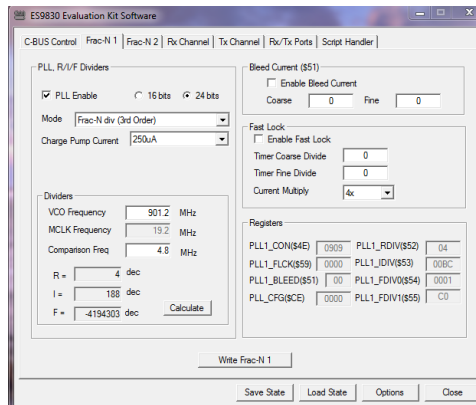 ES9830 Evaluation Kit Software
C-BUS Control Frac-N 1 Frac-N 2 Rx Channel Tx Channel Rx/Tx Ports Script Handler
PLL, R/I/F Dividers
PLL Enable 16 bits 24 bits
Mode Frac-N div (3rd Order)
Charge Pump Current 250uA
Dividers
VCO Frequency 901.2 MHz
MCLK Frequency 19.2 MHz
Comparison Freq 4.8 MHz
R = 4 dec
I = 188 dec
F = -4194303 dec
Calculate
Bleed Current ($51)
Enable Bleed Current
Coarse 0 Fine 0
Fast Lock
Enable Fast Lock
Timer Coarse Divide 0
Timer Fine Divide 0
Current Multiply 4x
Registers
PLL1_CON($4E) 0909 PLL1_RDIV($52) 04
PLL1_FLCK($59) 0000 PLL1_IDIV($53) 00BC
PLL1_BLEED($51) 00 PLL1_FDIV0($54) 0001
PLL_CFG($CE) 0000 PLL1_FDIV1($55) C0
Write Frac-N 1
Save State Load State Options Close